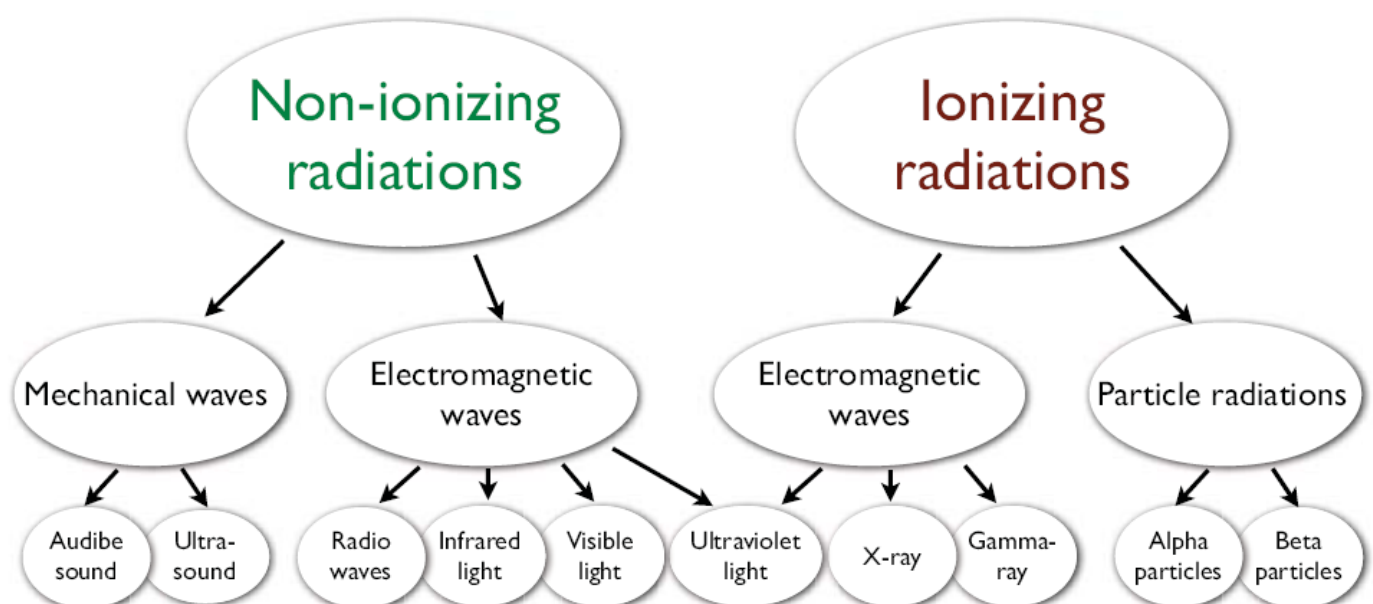 Non-ionizing
radiations
Ionizing
radiations
Mechanical waves
Electromagnetic
waves
Electromagnetic
waves
Particle radiations
Audibe
sound
Ultra-
sound
Radio
waves
Infrared
light
Visible
light
Ultraviolet
light
X-ray
Gamma-
ray
Alpha
particles
Beta
particles